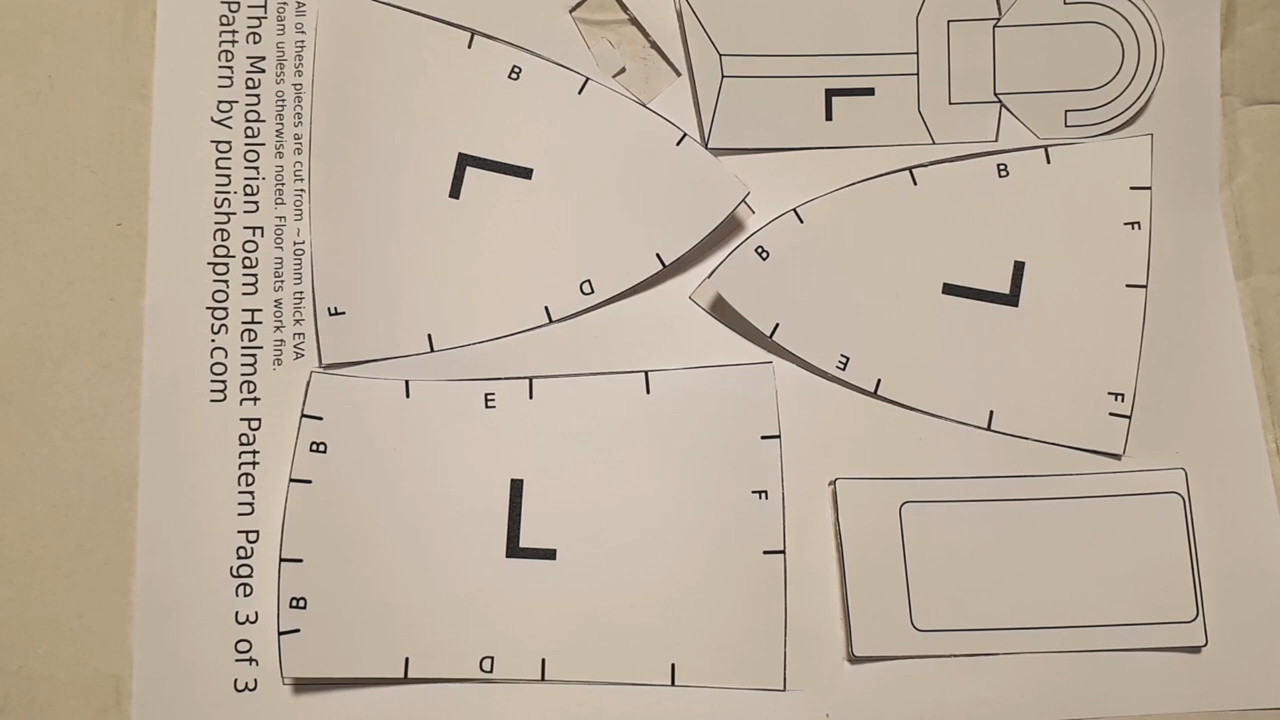 All of these pieces are cut from ~10mm thick EVA
foam unless otherwise noted. Floor mats work fine.
The Mandalorian Foam Helmet Pattern Page 3 of 3
Pattern by punishedprops.com
B
L
D
F
L
B
B
F
L
E
F
E
B
L
F
B
D